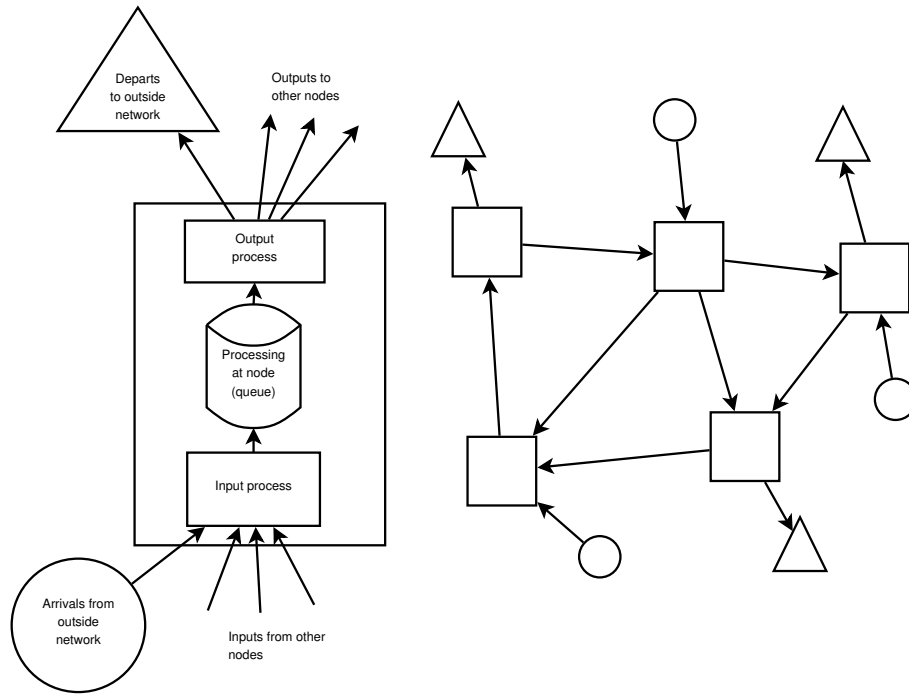 Departs
to outside
network
Outputs to
other nodes
Output
process
Processing
at node
(queue)
Input process
Arrivals from
outside
network
Inputs from other
nodes